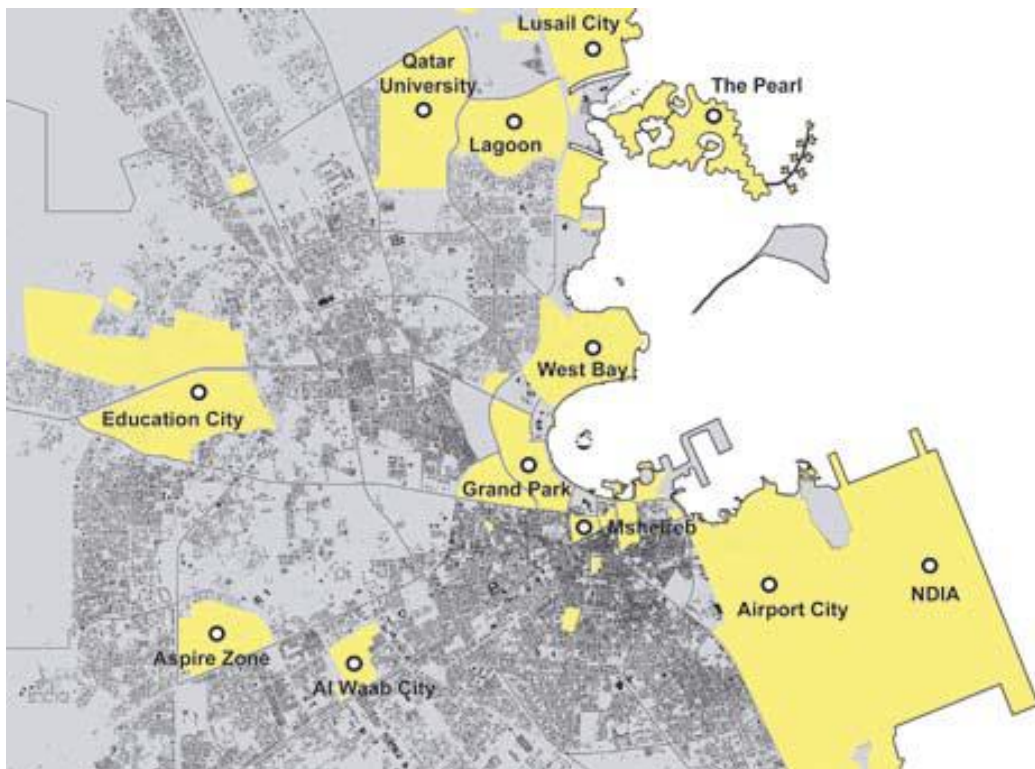 Lusail City
Qatar
University
The Pearl
Lagoon
West Bay
Education City
Grand Park
Msheireb
Airport City
NDIA
Aspire Zone
Al Waab City